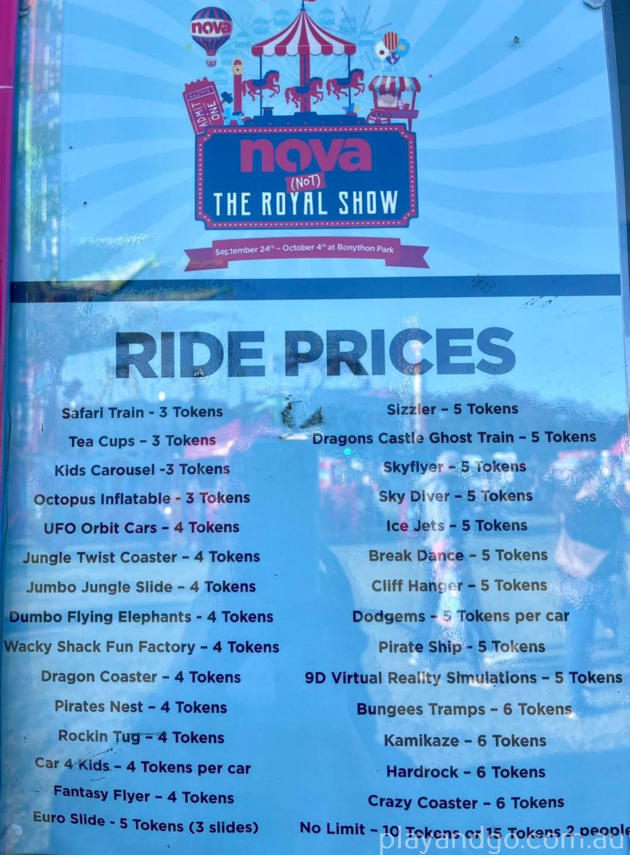 nova
ADMIT ONE
nova
(NOT)
THE ROYAL SHOW
September 24th - October 4th at Bonython Park
RIDE PRICES
Safari Train - 3 Tokens
Tea Cups - 3 Tokens
Kids Carousel -3 Tokens
Octopus Inflatable - 3 Tokens
UFO Orbit Cars - 4 Tokens
Jungle Twist Coaster - 4 Tokens
Jumbo Jungle Slide - 4 Tokens
Dumbo Flying Elephants - 4 Tokens
Wacky Shack Fun Factory - 4 Tokens
Dragon Coaster - 4 Tokens
Pirates Nest - 4 Tokens
Rockin Tug - 4 Tokens
Car 4 Kids - 4 Tokens per car
Fantasy Flyer - 4 Tokens
Euro Slide - 5 Tokens (3 slides)
Sizzler - 5 Tokens
Dragons Castle Ghost Train - 5 Tokens
Skyflyer - 5 Tokens
Sky Diver - 5 Tokens
Ice Jets - 5 Tokens
Break Dance - 5 Tokens
Cliff Hanger - 5 Tokens
Dodgems - 5 Tokens per car
Pirate Ship - 5 Tokens
9D Virtual Reality Simulations - 5 Tokens
Bungees Tramps - 6 Tokens
Kamikaze - 6 Tokens
Hardrock - 6 Tokens
Crazy Coaster - 6 Tokens
No Limit - 10 Tokens or 15 Tokens 2 people
playandgo.com.au